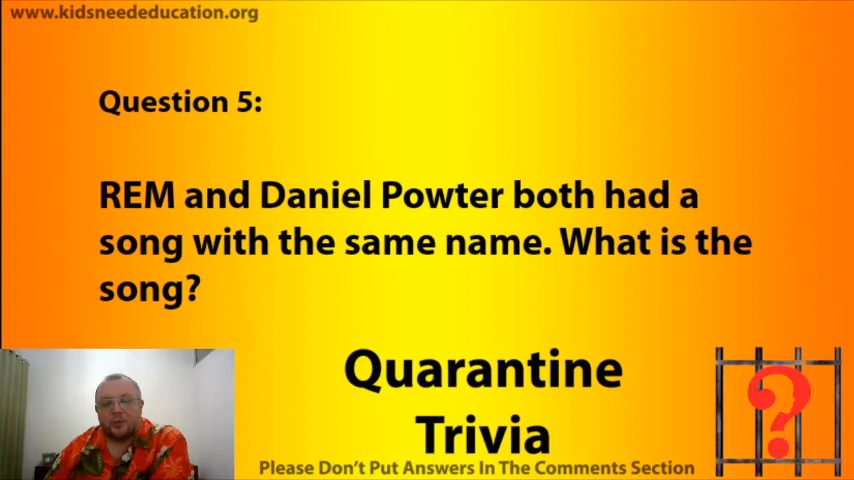 www.kidsneededucation.org
Question 5:
REM and Daniel Powter both had a
song with the same name. What is the
song?
Quarantine
Trivia
Please Don't Put Answers In The Comments Section